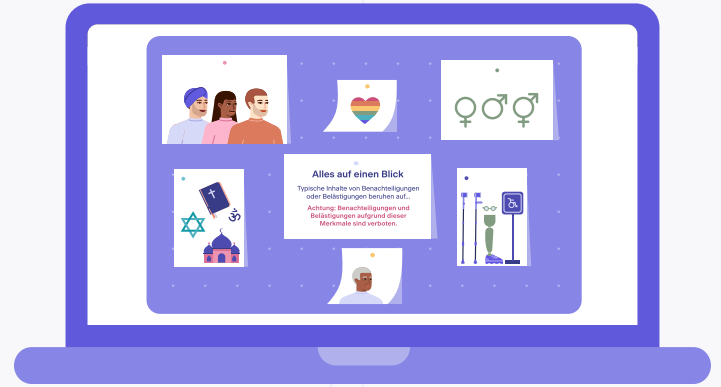 Alles auf einen Blick
Typische Inhalte von Benachteiligungen
oder Belästigungen beruhen auf...
Achtung: Benachteiligungen und
Belästigungen aufgrund dieser
Merkmale sind verboten.